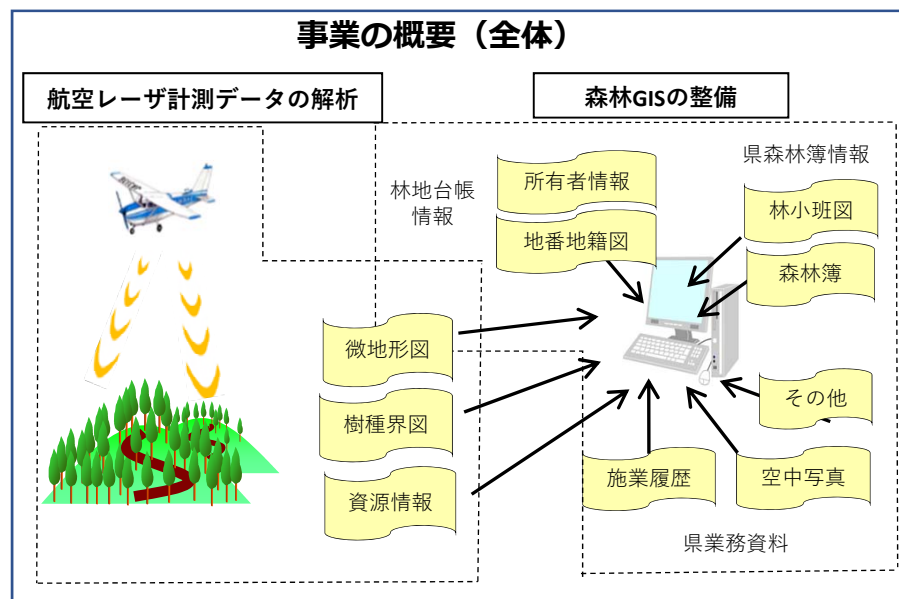 事業の概要（全体）
航空レーザ計測データの解析
森林GISの整備
林地台帳
情報
所有者情報
地番地籍図
県森林簿情報
林小班図
森林簿
微地形図
樹種界図
資源情報
その他
施業履歴
空中写真
県業務資料